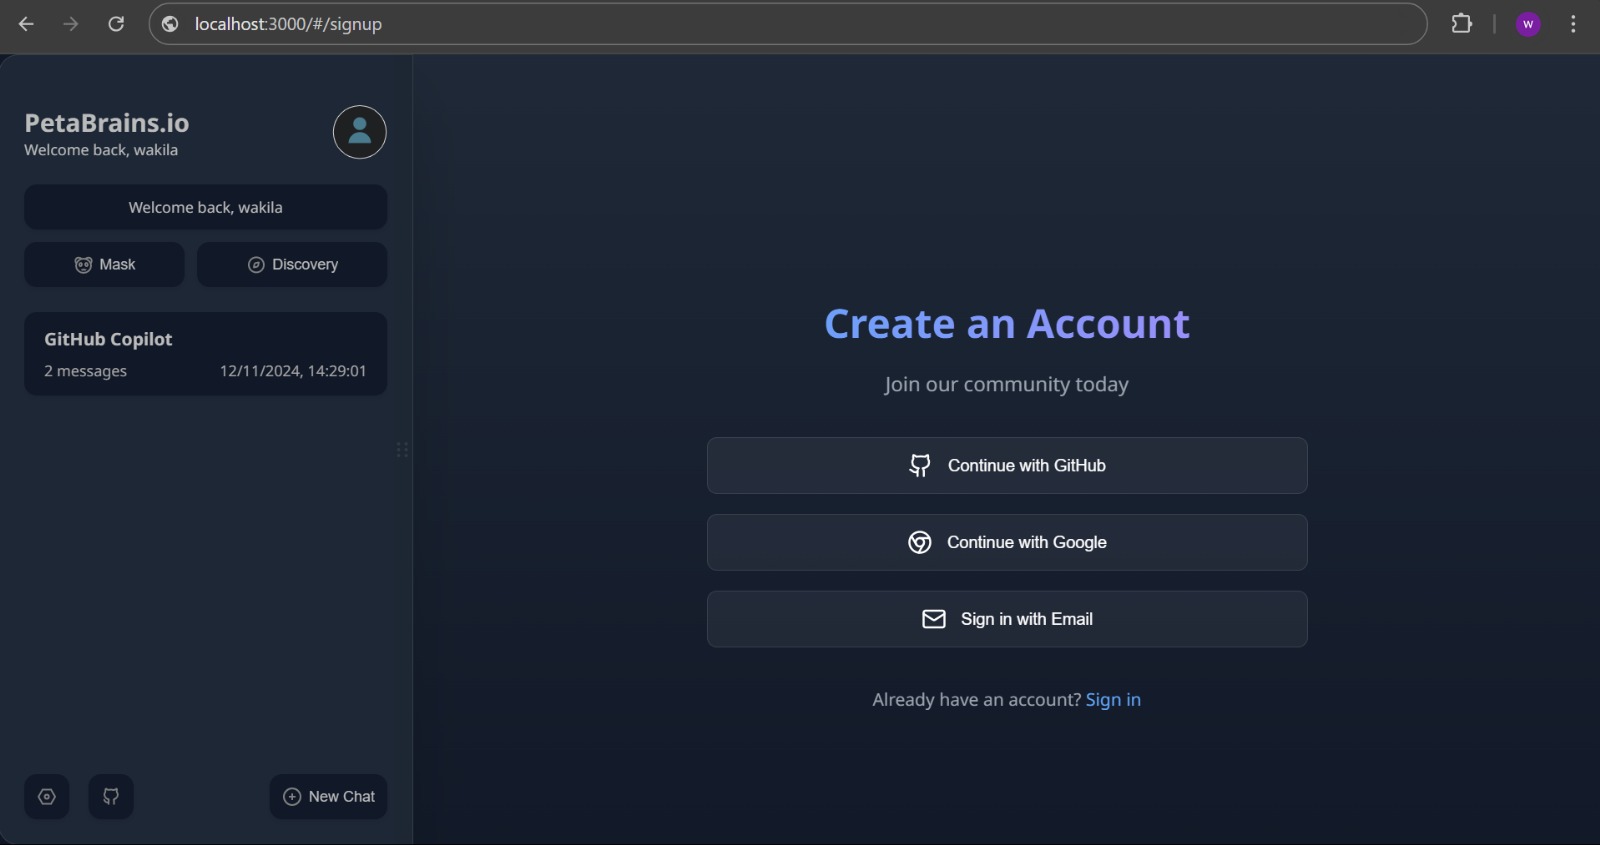 localhost:3000/#/signup
W
PetaBrains.io
Welcome back, wakila
Welcome back, wakila
Mask
Discovery
GitHub Copilot
2 messages
12/11/2024, 14:29:01
New Chat
Create an Account
Join our community today
Continue with GitHub
Continue with Google
Sign in with Email
Already have an account? Sign in